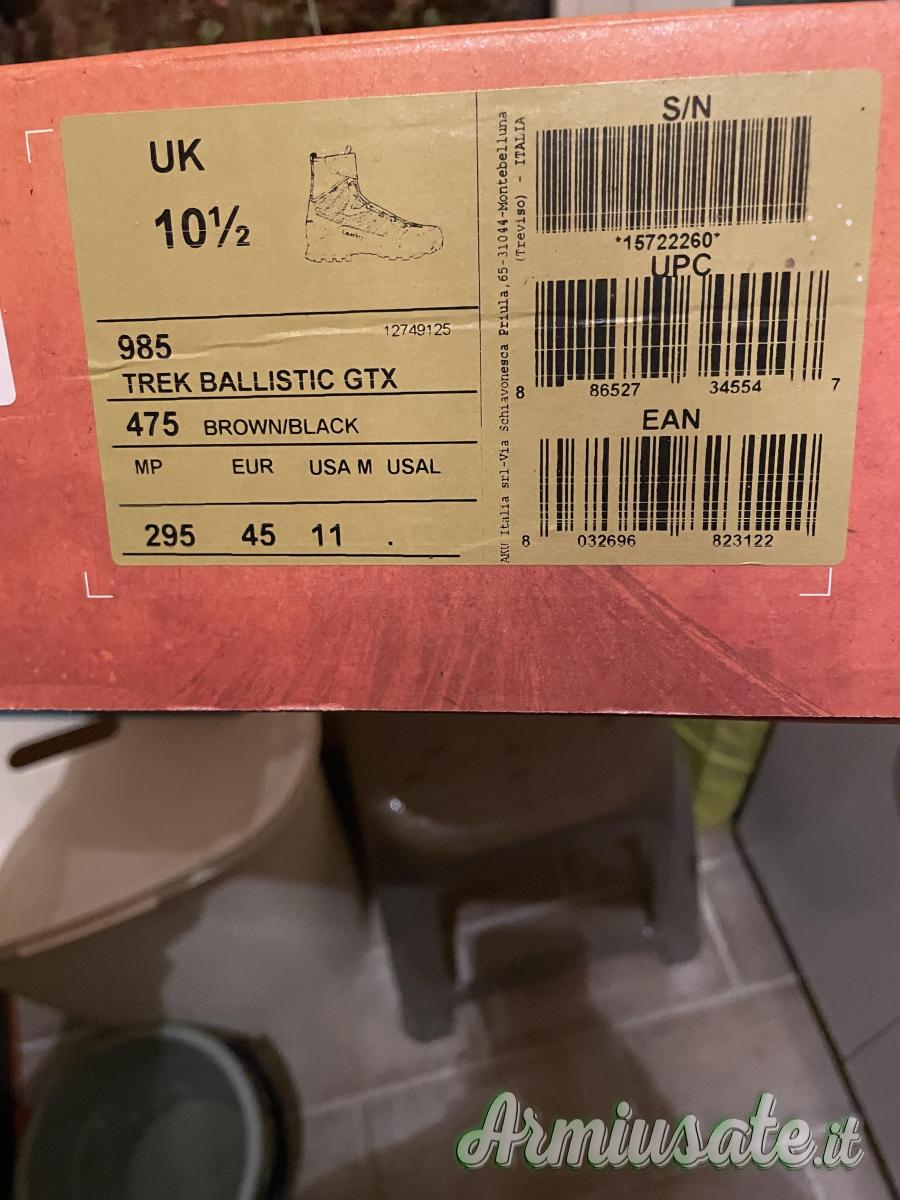 UK
10½
985
12749125
TREK BALLISTIC GTX
475 BROWN/BLACK
MP EUR USA M USAL
295 45 11 .
AKU Italia srl-Via Schiavonesca Priula,65-31044-Montebelluna
(Treviso) - ITALIA
S/N
*15722260*
UPC
8 86527 34554 7
EAN
8 032696 823122
Armiusate.it